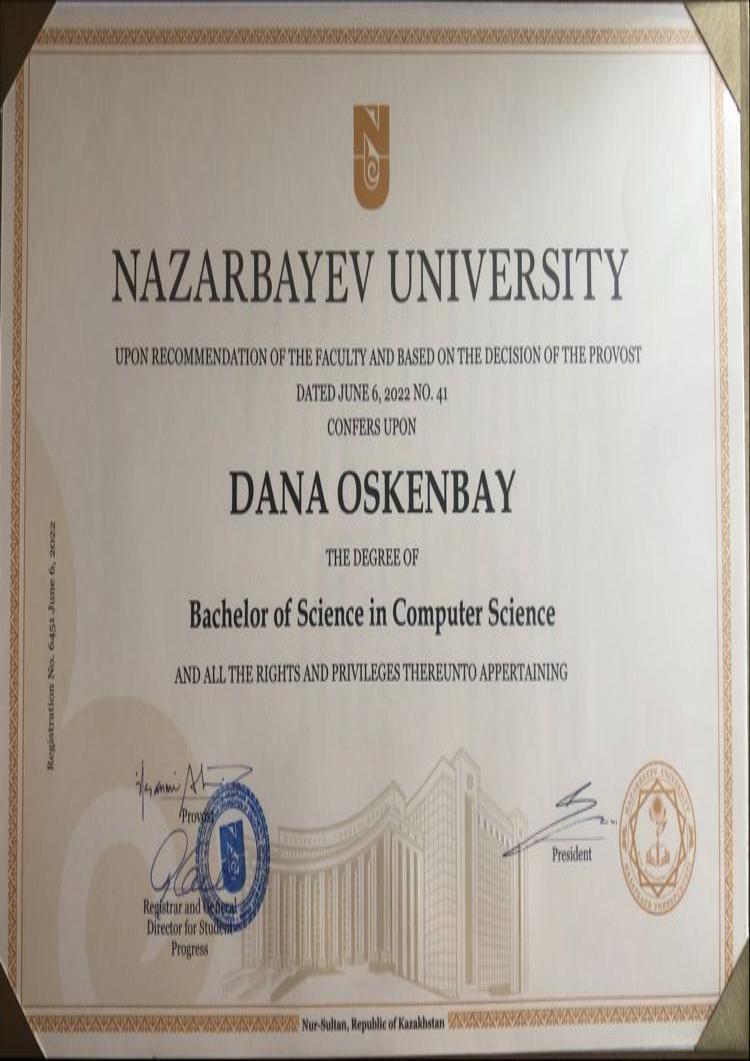 NAZARBAYEV UNIVERSITY
UPON RECOMMENDATION OF THE FACULTY AND BASED ON THE DECISION OF THE PROVOST
DATED JUNE 6, 2022 NO. 41
CONFERS UPON
DANA OSKENBAY
THE DEGREE OF
Bachelor of Science in Computer Science
AND ALL THE RIGHTS AND PRIVILEGES THEREUNTO APPERTAINING
Registration No. 6451 June 6, 2022
Provost
Registrar and General
Director for Student
Progress
President
NAZARBAYEV UNIVERSITY
Nur-Sultan, Republic of Kazakhstan